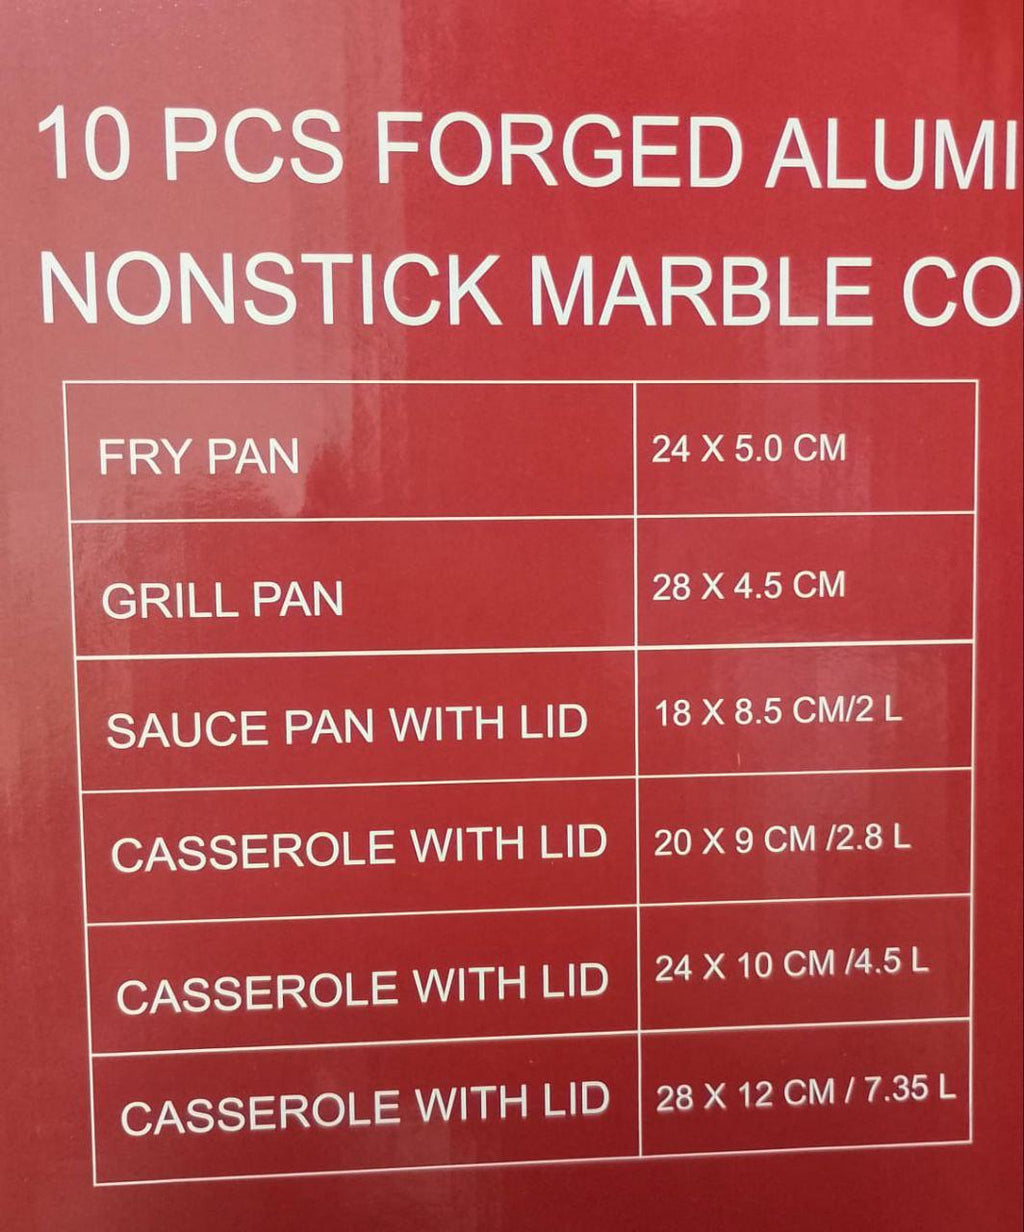 10 PCS FORGED ALUMI
NONSTICK MARBLE CO
FRY PAN 24 X 5.0 CM
GRILL PAN 28 X 4.5 CM
SAUCE PAN WITH LID 18 X 8.5 CM/2 L
CASSEROLE WITH LID 20 X 9 CM /2.8 L
CASSEROLE WITH LID 24 X 10 CM /4.5 L
CASSEROLE WITH LID 28 X 12 CM / 7.35 L